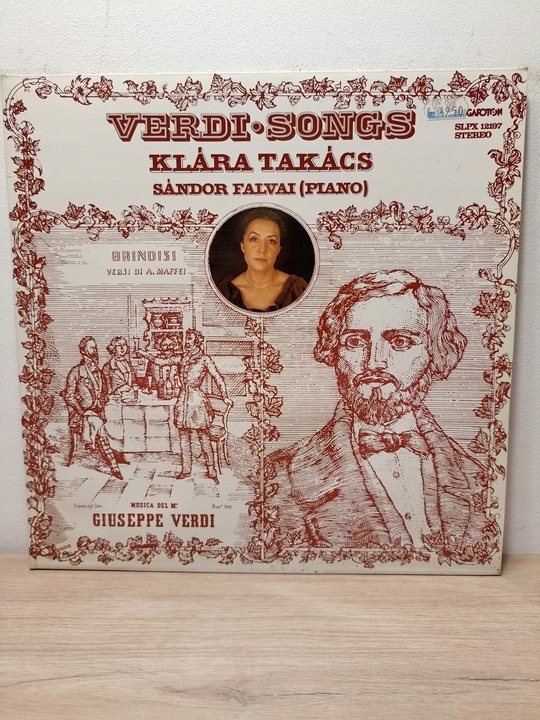 VERDI•SONGS
GAROTON
SLPX 12197
STEREO
KLÁRA TAKÁCS
SÁNDOR FALVAI (PIANO)
BRINDISI
VERSI DI A. MAFFEI
MUSICA DEL Mº
GIUSEPPE VERDI